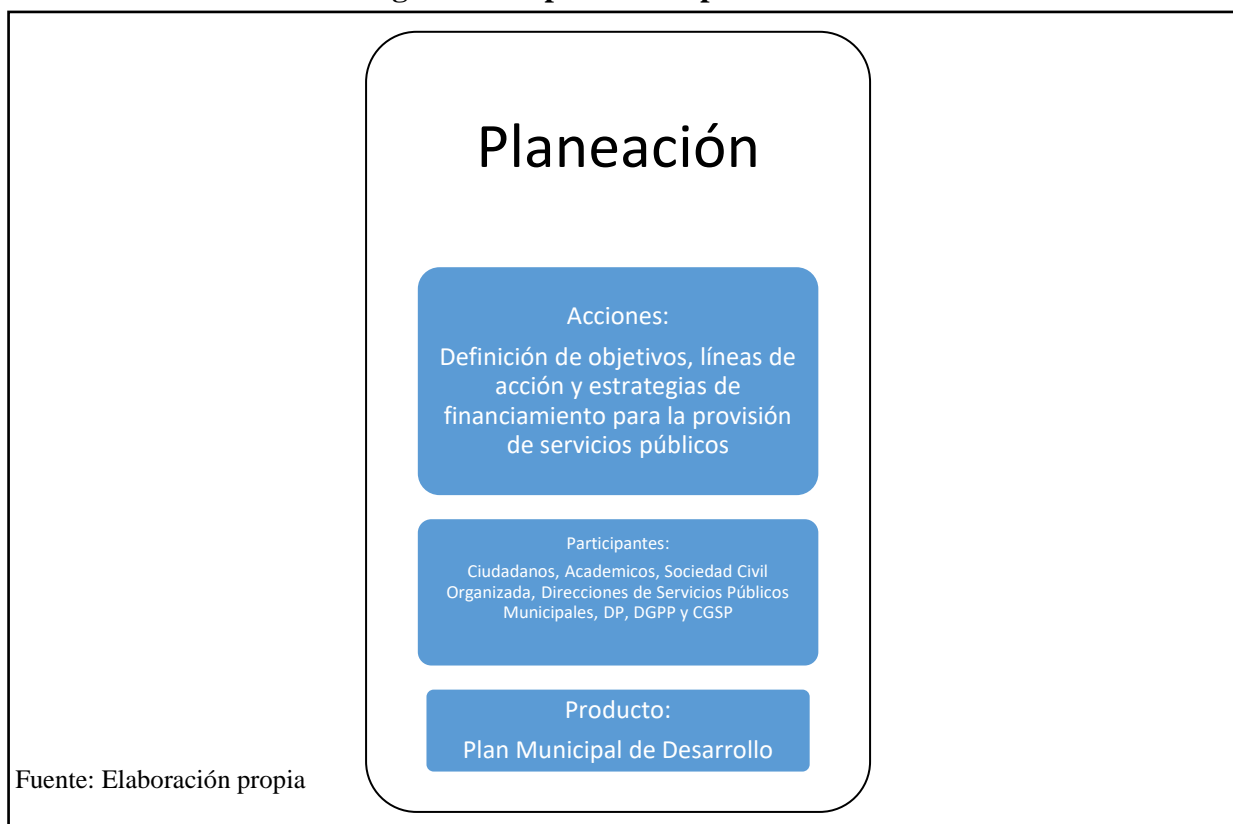 Planeación
Acciones:
Definición de objetivos, líneas de
acción y estrategias de
financiamiento para la provisión
de servicios públicos
Participantes:
Ciudadanos, Academicos, Sociedad Civil
Organizada, Direcciones de Servicios Públicos
Municipales, DP, DGPP y CGSP
Producto:
Plan Municipal de Desarrollo
Fuente: Elaboración propia